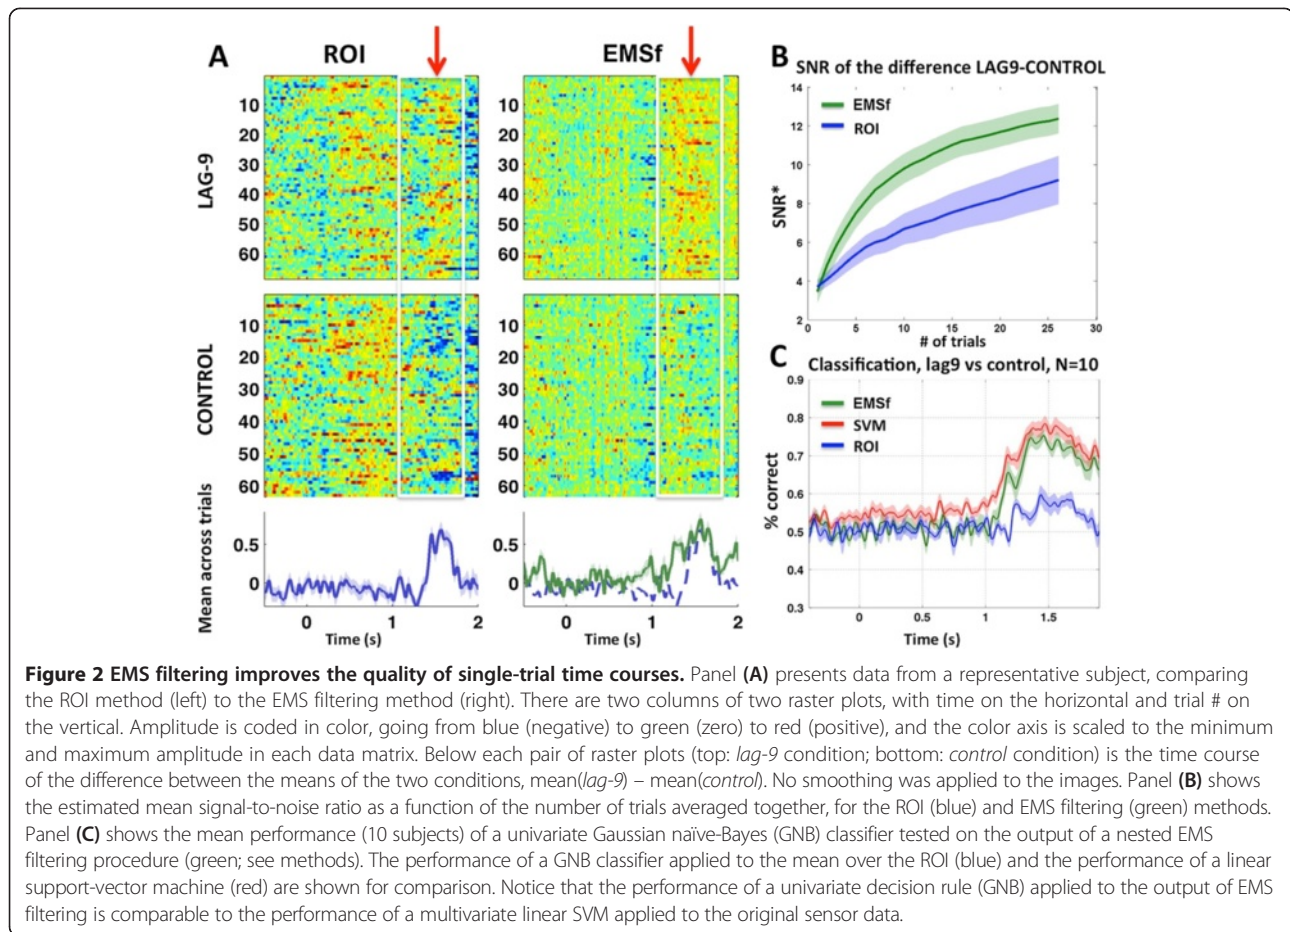 A
ROI
EMSf
LAG-9
10
20
30
40
50
60
CONTROL
10
20
30
40
50
60
10
20
30
40
50
60
10
20
30
40
50
60
Mean across trials
0.5
0
0 1 2
Time (s)
0.5
0
0 1 2
Time (s)
B SNR of the difference LAG9-CONTROL
EMSf
ROI
SNR*
14
12
10
8
6
4
2
0 5 10 15 20 25 30
# of trials
C Classification, lag9 vs control, N=10
EMSf
SVM
ROI
% correct
0.9
0.8
0.7
0.6
0.5
0.4
0.3
0 0.5 1 1.5
Time (s)
Figure 2 EMS filtering improves the quality of single-trial time courses. Panel (A) presents data from a representative subject, comparing
the ROI method (left) to the EMS filtering method (right). There are two columns of two raster plots, with time on the horizontal and trial # on
the vertical. Amplitude is coded in color, going from blue (negative) to green (zero) to red (positive), and the color axis is scaled to the minimum
and maximum amplitude in each data matrix. Below each pair of raster plots (top: lag-9 condition; bottom: control condition) is the time course
of the difference between the means of the two conditions, mean(lag-9) – mean(control). No smoothing was applied to the images. Panel (B) shows
the estimated mean signal-to-noise ratio as a function of the number of trials averaged together, for the ROI (blue) and EMS filtering (green) methods.
Panel (C) shows the mean performance (10 subjects) of a univariate Gaussian naïve-Bayes (GNB) classifier tested on the output of a nested EMS
filtering procedure (green; see methods). The performance of a GNB classifier applied to the mean over the ROI (blue) and the performance of a linear
support-vector machine (red) are shown for comparison. Notice that the performance of a univariate decision rule (GNB) applied to the output of EMS
filtering is comparable to the performance of a multivariate linear SVM applied to the original sensor data.